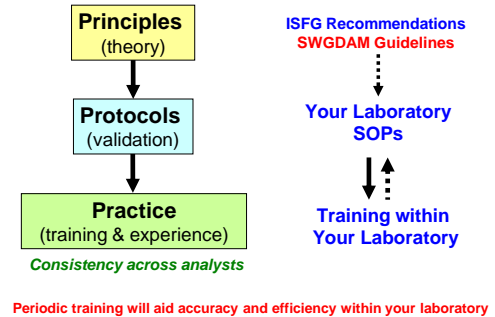 Principles
(theory)
Protocols
(validation)
Practice
(training & experience)
Consistency across analysts
ISFG Recommendations
SWGDAM Guidelines
Your Laboratory
SOPs
Training within
Your Laboratory
Periodic training will aid accuracy and efficiency within your laboratory